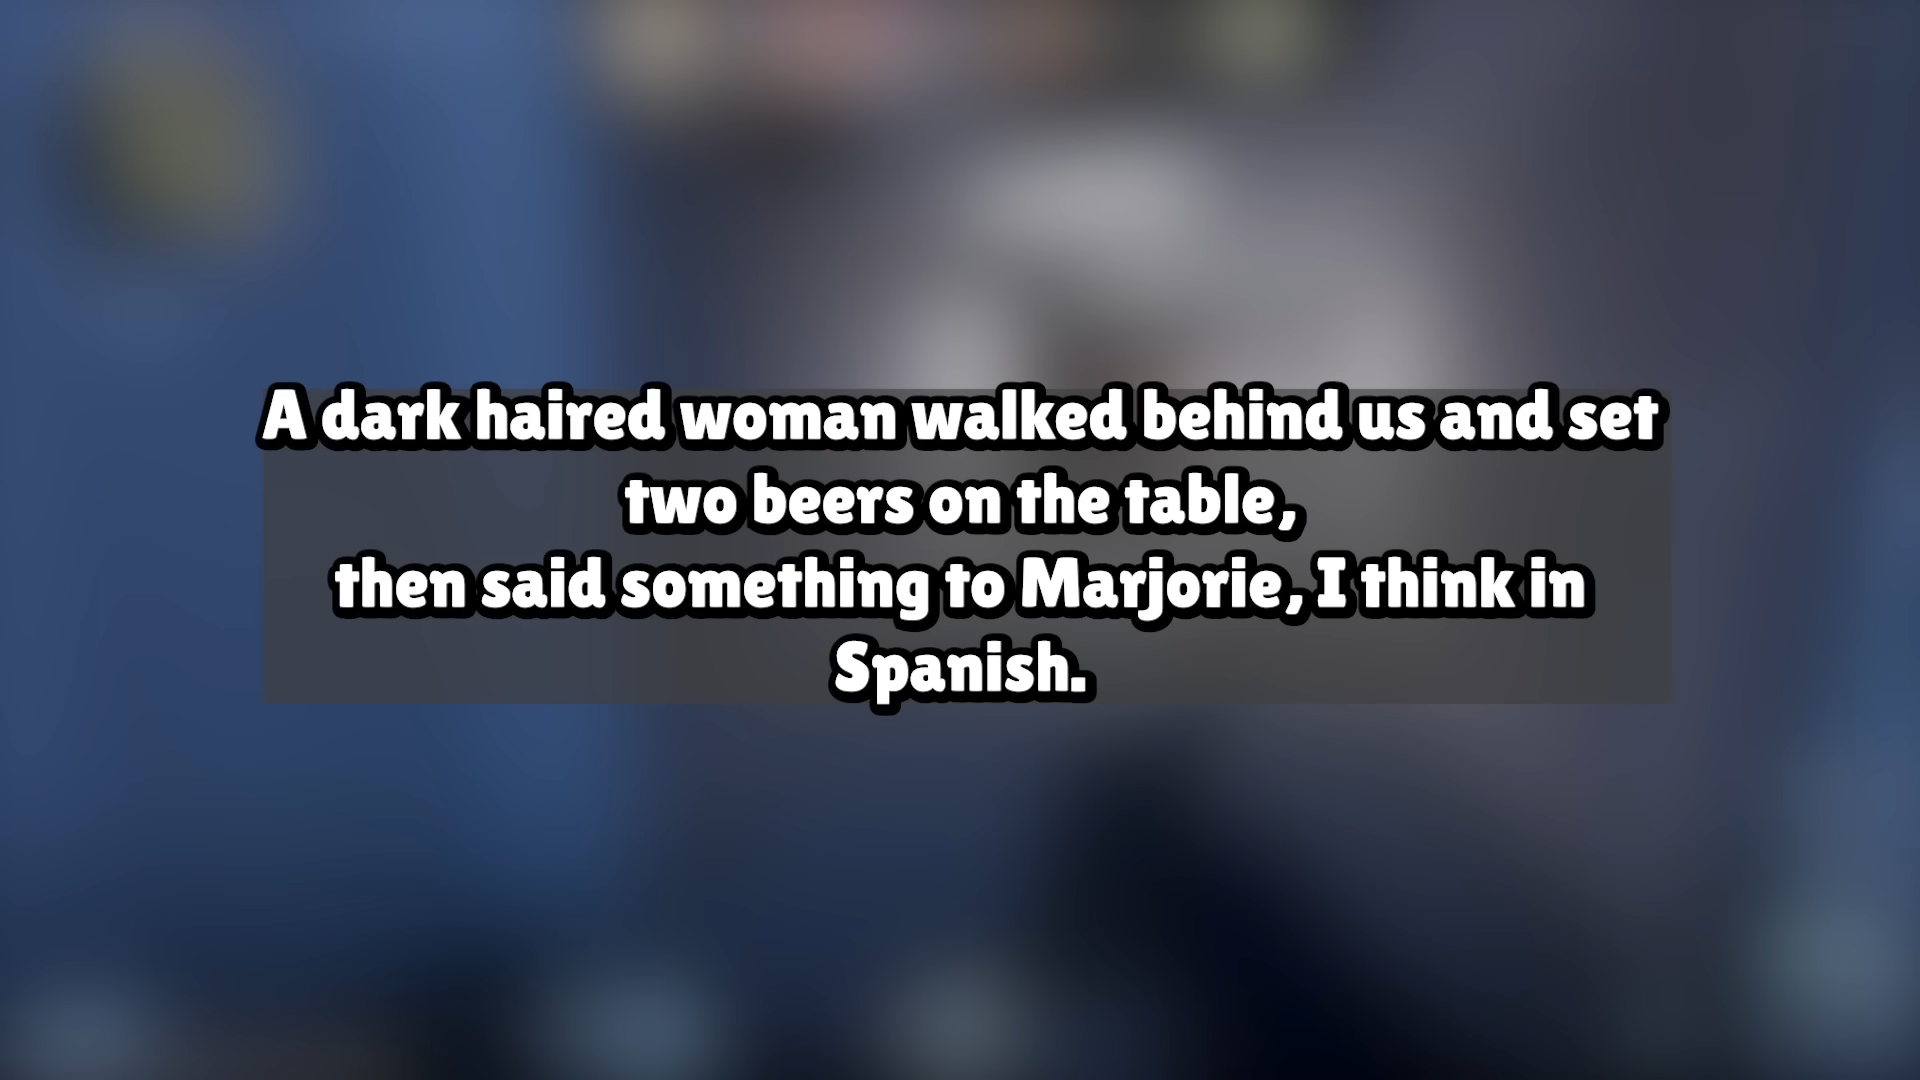 A dark haired woman walked behind us and set
two beers on the table,
then said something to Marjorie, I think in
Spanish.